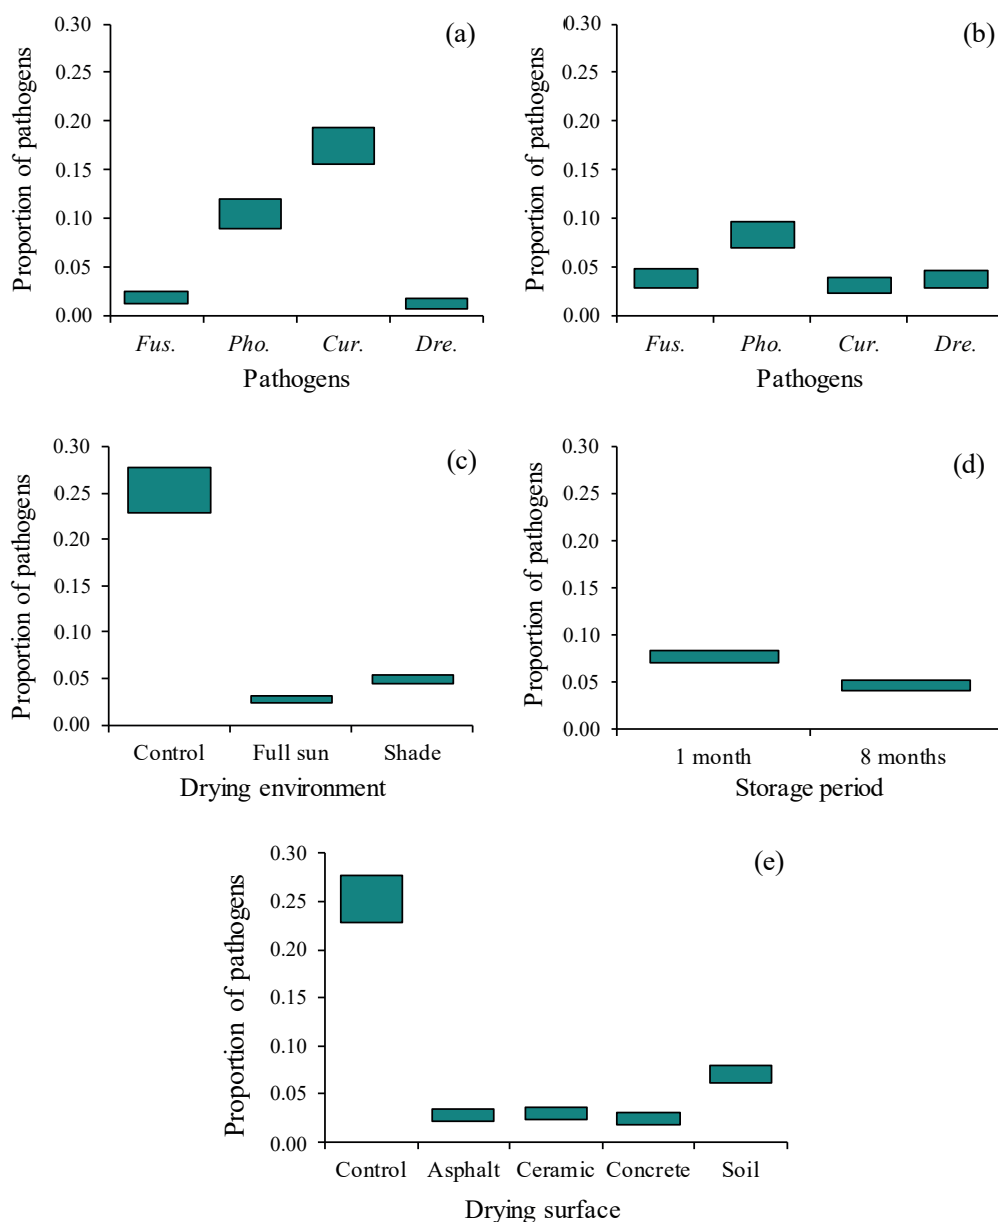 (a)
Proportion of pathogens
0.30
0.25
0.20
0.15
0.10
0.05
0.00
Fus. Pho. Cur. Dre.
Pathogens
(b)
Proportion of pathogens
0.30
0.25
0.20
0.15
0.10
0.05
0.00
Fus. Pho. Cur. Dre.
Pathogens
(c)
Proportion of pathogens
0.30
0.25
0.20
0.15
0.10
0.05
0.00
Control Full sun Shade
Drying environment
(d)
Proportion of pathogens
0.30
0.25
0.20
0.15
0.10
0.05
0.00
1 month 8 months
Storage period
(e)
Proportion of pathogens
0.30
0.25
0.20
0.15
0.10
0.05
0.00
Control Asphalt Ceramic Concrete Soil
Drying surface